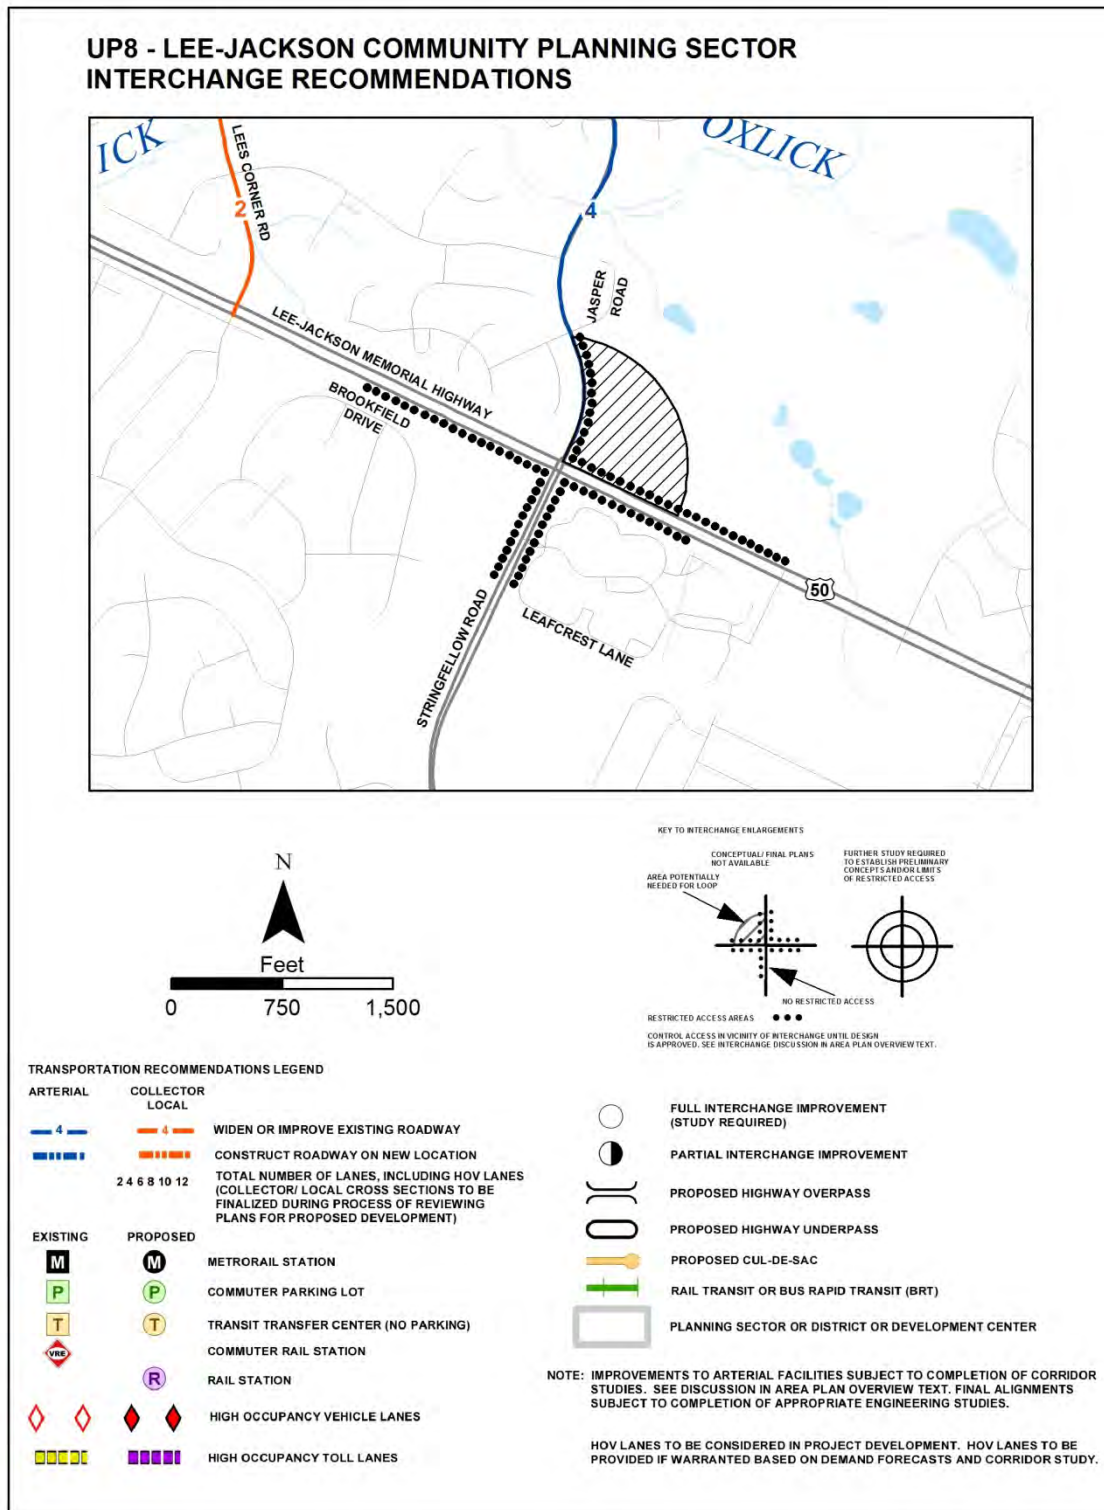 UP8 - LEE-JACKSON COMMUNITY PLANNING SECTOR
INTERCHANGE RECOMMENDATIONS
ICK
OXLICK
LEES CORNER RD
2
4
JASPER
ROAD
LEE-JACKSON MEMORIAL HIGHWAY
BROOKFIELD
DRIVE
50
STRINGFELLOW ROAD
LEAFCREST LANE
N
Feet
0 750 1,500
KEY TO INTERCHANGE ENLARGEMENTS
CONCEPTUAL/ FINAL PLANS
NOT AVAILABLE
AREA POTENTIALLY
NEEDED FOR LOOP
FURTHER STUDY REQUIRED
TO ESTABLISH PRELIMINARY
CONCEPTS AND/OR LIMITS
OF RESTRICTED ACCESS
NO RESTRICTED ACCESS
RESTRICTED ACCESS AREAS
CONTROL ACCESS IN VICINITY OF INTERCHANGE UNTIL DESIGN
IS APPROVED. SEE INTERCHANGE DISCUSSION IN AREA PLAN OVERVIEW TEXT.
TRANSPORTATION RECOMMENDATIONS LEGEND
ARTERIAL COLLECTOR
LOCAL
4 4 WIDEN OR IMPROVE EXISTING ROADWAY
CONSTRUCT ROADWAY ON NEW LOCATION
2 4 6 8 10 12 TOTAL NUMBER OF LANES, INCLUDING HOV LANES
(COLLECTOR/ LOCAL CROSS SECTIONS TO BE
FINALIZED DURING PROCESS OF REVIEWING
PLANS FOR PROPOSED DEVELOPMENT)
EXISTING PROPOSED
M M METRORAIL STATION
P P COMMUTER PARKING LOT
T T TRANSIT TRANSFER CENTER (NO PARKING)
VRE COMMUTER RAIL STATION
R RAIL STATION
HIGH OCCUPANCY VEHICLE LANES
HIGH OCCUPANCY TOLL LANES
FULL INTERCHANGE IMPROVEMENT
(STUDY REQUIRED)
PARTIAL INTERCHANGE IMPROVEMENT
PROPOSED HIGHWAY OVERPASS
PROPOSED HIGHWAY UNDERPASS
PROPOSED CUL-DE-SAC
RAIL TRANSIT OR BUS RAPID TRANSIT (BRT)
PLANNING SECTOR OR DISTRICT OR DEVELOPMENT CENTER
NOTE: IMPROVEMENTS TO ARTERIAL FACILITIES SUBJECT TO COMPLETION OF CORRIDOR
STUDIES. SEE DISCUSSION IN AREA PLAN OVERVIEW TEXT. FINAL ALIGNMENTS
SUBJECT TO COMPLETION OF APPROPRIATE ENGINEERING STUDIES.
HOV LANES TO BE CONSIDERED IN PROJECT DEVELOPMENT. HOV LANES TO BE
PROVIDED IF WARRANTED BASED ON DEMAND FORECASTS AND CORRIDOR STUDY.